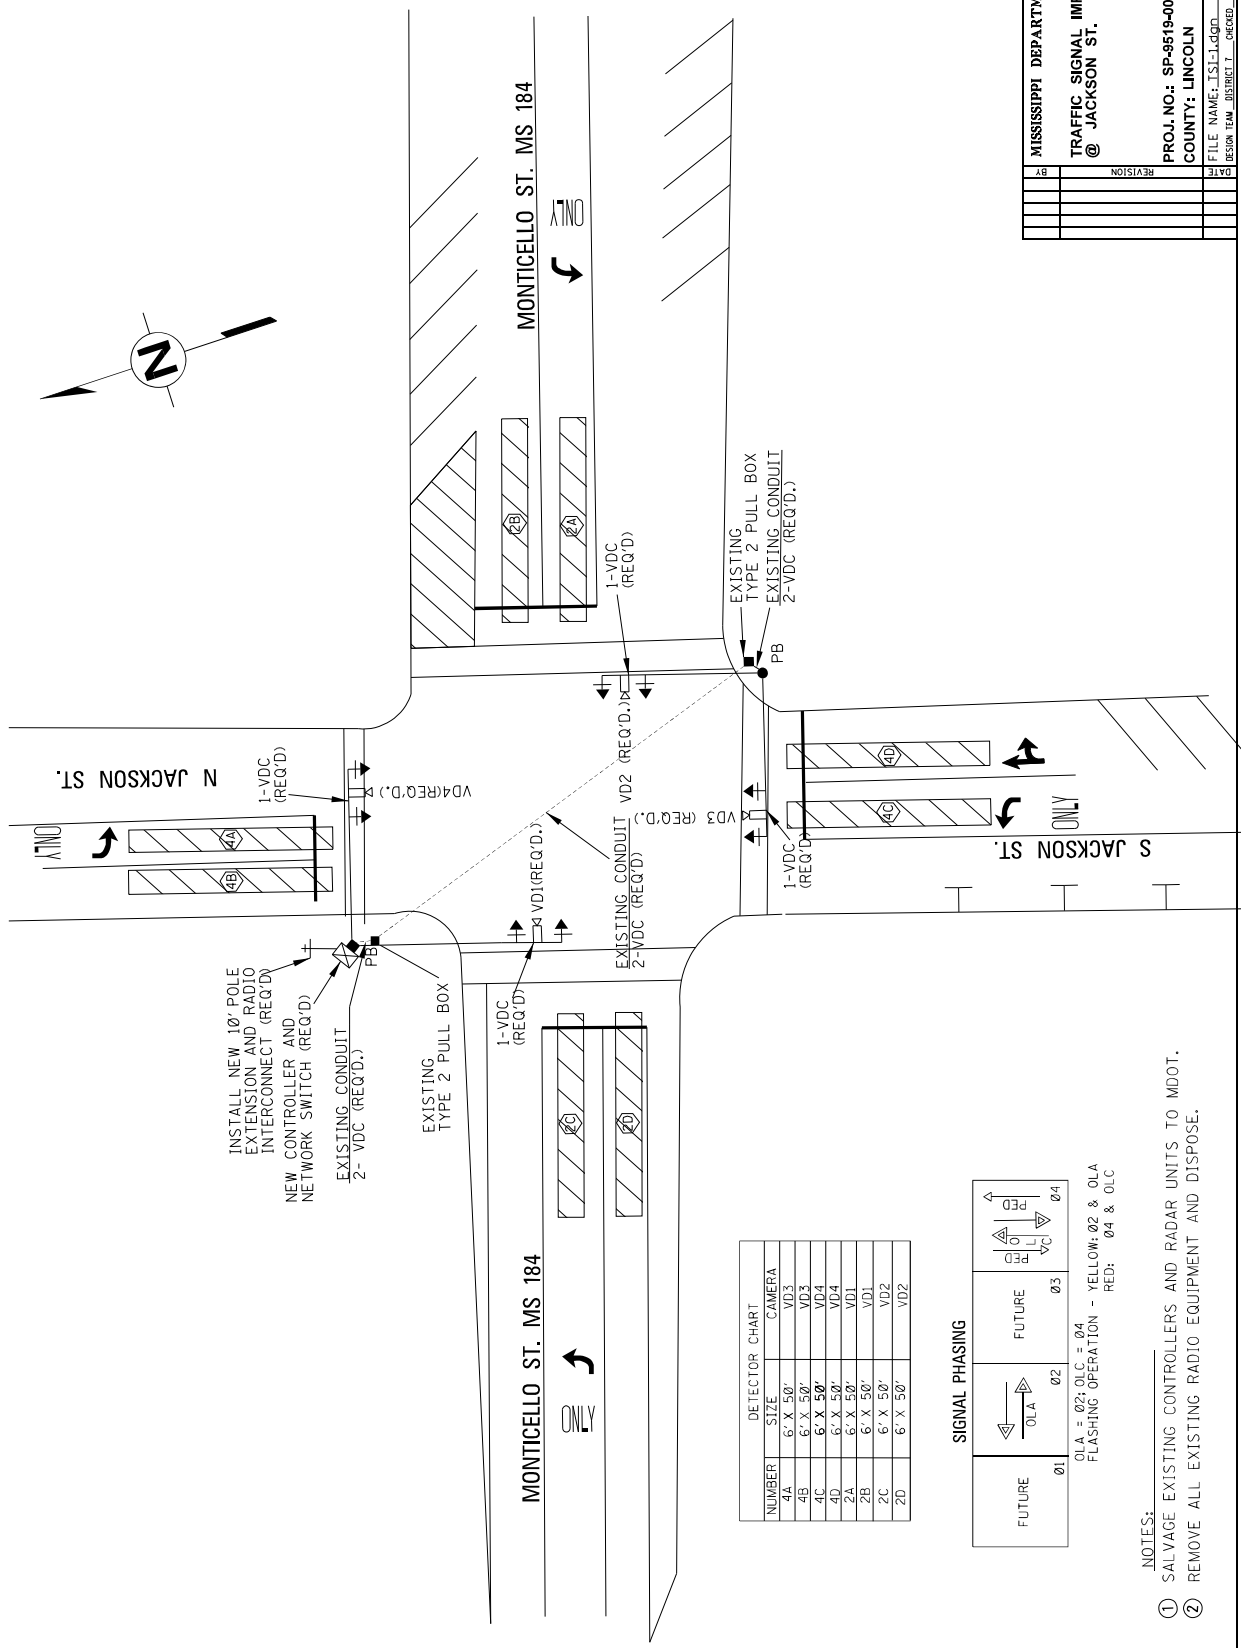 MONTICELLO ST. MS 184
ONLY
N JACKSON
ST.
ONLY
1-VDC
(REQ'D)
VD4(REQ'D.)
4A
4B
2B
2A
1-VDC
(REQ'D)
VD2 (REQ'D.)
EXISTING
TYPE 2 PULL BOX
EXISTING CONDUIT
2-VDC (REQ'D.)
PB
VD1(REQ'D.)
VD3 (REQ'D.)
EXISTING CONDUIT
2-VDC (REQ'D)
1-VDC
(REQ'D)
4D
4C
ONLY
S JACKSON ST.
INSTALL NEW 10' POLE
EXTENSION AND RADIO
INTERCONNECT (REQ'D)
NEW CONTROLLER AND
NETWORK SWITCH (REQ'D)
EXISTING CONDUIT
2- VDC (REQ'D.)
PB
EXISTING
TYPE 2 PULL BOX
1-VDC
(REQ'D)
2C
2D
MONTICELLO ST. MS 184
ONLY
N
DETECTOR CHART
NUMBER SIZE CAMERA
4A 6' X 50' VD3
4B 6' X 50' VD3
4C 6' X 50' VD4
4D 6' X 50' VD4
2A 6' X 50' VD1
2B 6' X 50' VD1
2C 6' X 50' VD2
2D 6' X 50' VD2
SIGNAL PHASING
FUTURE Ø1
OLA Ø2
FUTURE Ø3
PED OLC PED Ø4
OLA = Ø2; OLC = Ø4
FLASHING OPERATION - YELLOW: Ø2 & OLA
RED: Ø4 & OLC
NOTES:
1 SALVAGE EXISTING CONTROLLERS AND RADAR UNITS TO MDOT.
2 REMOVE ALL EXISTING RADIO EQUIPMENT AND DISPOSE.
BY
REVISION
DATE
MISSISSIPPI DEPARTM
TRAFFIC SIGNAL IM
@ JACKSON ST.
PROJ. NO.: SP-9519-00
COUNTY: LINCOLN
FILE NAME: TSI-1.dgn
DESIGN TEAM DISTRICT 7 CHECKED